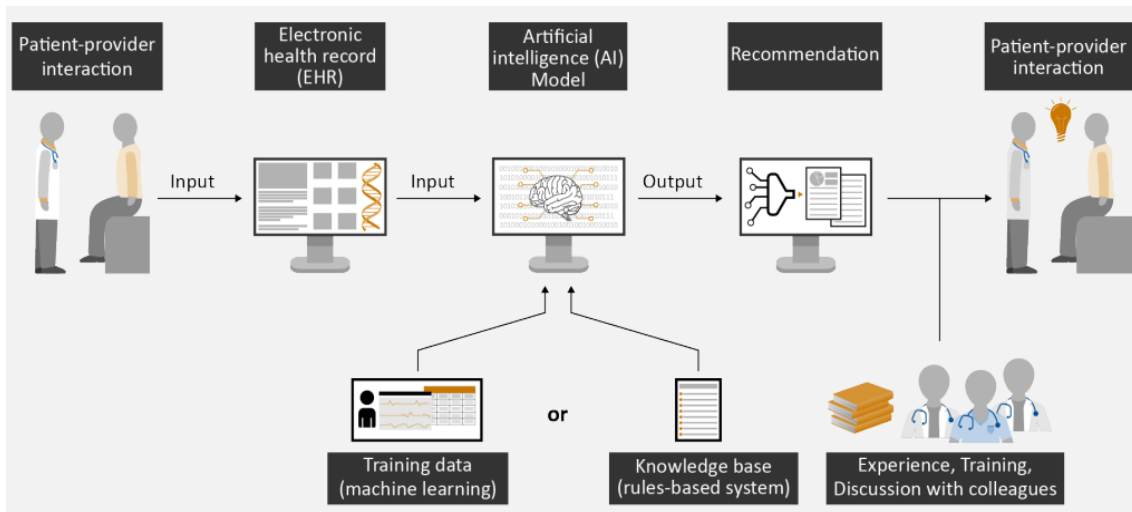 Patient-provider
interaction
Electronic
health record
(EHR)
Artificial
intelligence (AI)
Model
Recommendation
Patient-provider
interaction
Input
Input
Output
or
Training data
(machine learning)
Knowledge base
(rules-based system)
Experience, Training,
Discussion with colleagues